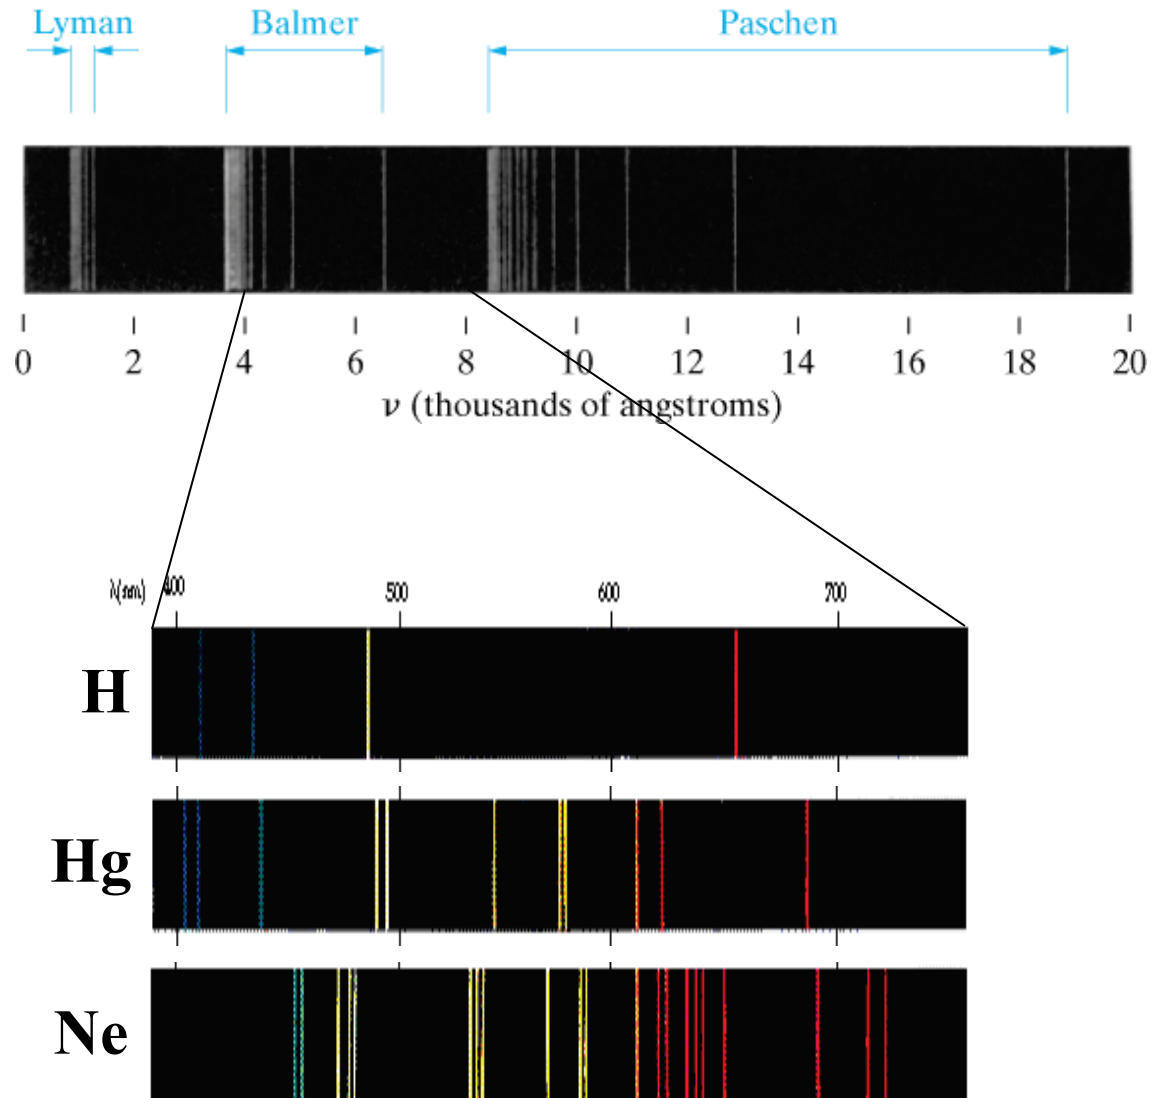 Lyman Balmer Paschen
0 2 4 6 8 10 12 14 16 18 20
ν (thousands of angstroms)
λ(nm) 400 500 600 700
H
Hg
Ne